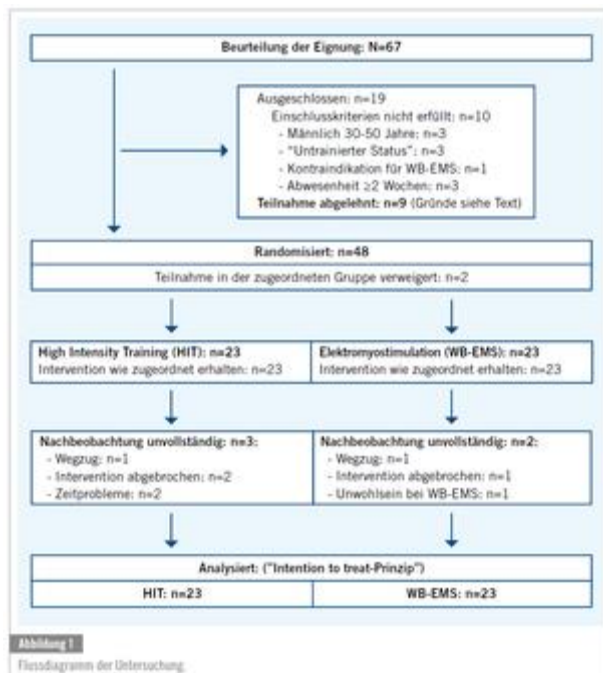 Beurteilung der Eignung: N=67
Ausgeschlossen: n=19
Einschlusskriterien nicht erfüllt: n=10
- Männlich 30-50 Jahre: n=3
- "Untrainierter Status": n=3
- Kontraindikation für WB-EMS: n=1
- Abwesenheit ≥2 Wochen: n=3
Teilnahme abgelehnt: n=9 (Gründe siehe Text)
Randomisiert: n=48
Teilnahme in der zugeordneten Gruppe verweigert: n=2
High Intensity Training (HIT): n=23
Intervention wie zugeordnet erhalten: n=23
Elektromyostimulation (WB-EMS): n=23
Intervention wie zugeordnet erhalten: n=23
Nachbeobachtung unvollständig: n=3:
- Wegzug: n=1
- Intervention abgebrochen: n=2
- Zeitprobleme: n=2
Nachbeobachtung unvollständig: n=2:
- Wegzug: n=1
- Intervention abgebrochen: n=1
- Unwohlsein bei WB-EMS: n=1
Analysiert: ("Intention to treat-Prinzip")
HIT: n=23
WB-EMS: n=23
Abbildung 1
Flussdiagramm der Untersuchung.